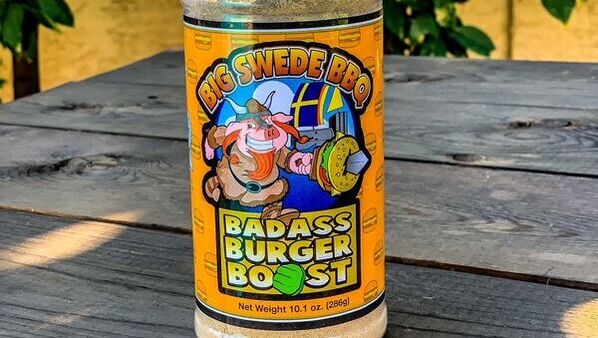 BIG SWEDE BBQ
BADASS
BURGER
BOOST
Net Weight 10.1 oz. (286g)